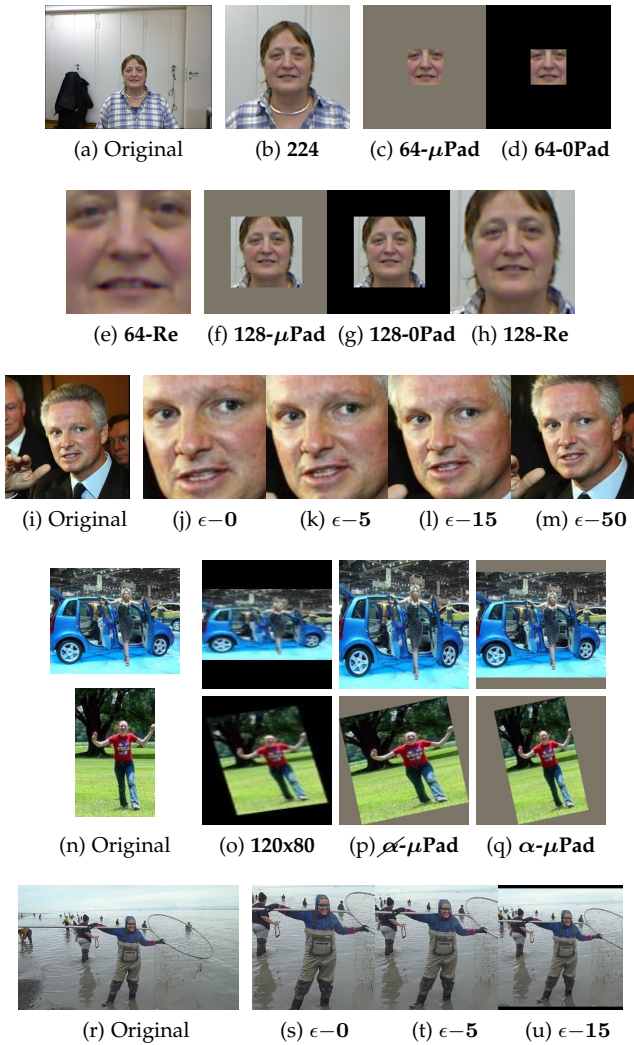 (a) Original (b) 224 (c) 64-μPad (d) 64-0Pad
(e) 64-Re (f) 128-μPad (g) 128-0Pad (h) 128-Re
(i) Original (j) ϵ−0 (k) ϵ−5 (l) ϵ−15 (m) ϵ−50
(n) Original (o) 120x80 (p) α̸-μPad (q) α-μPad
(r) Original (s) ϵ−0 (t) ϵ−5 (u) ϵ−15